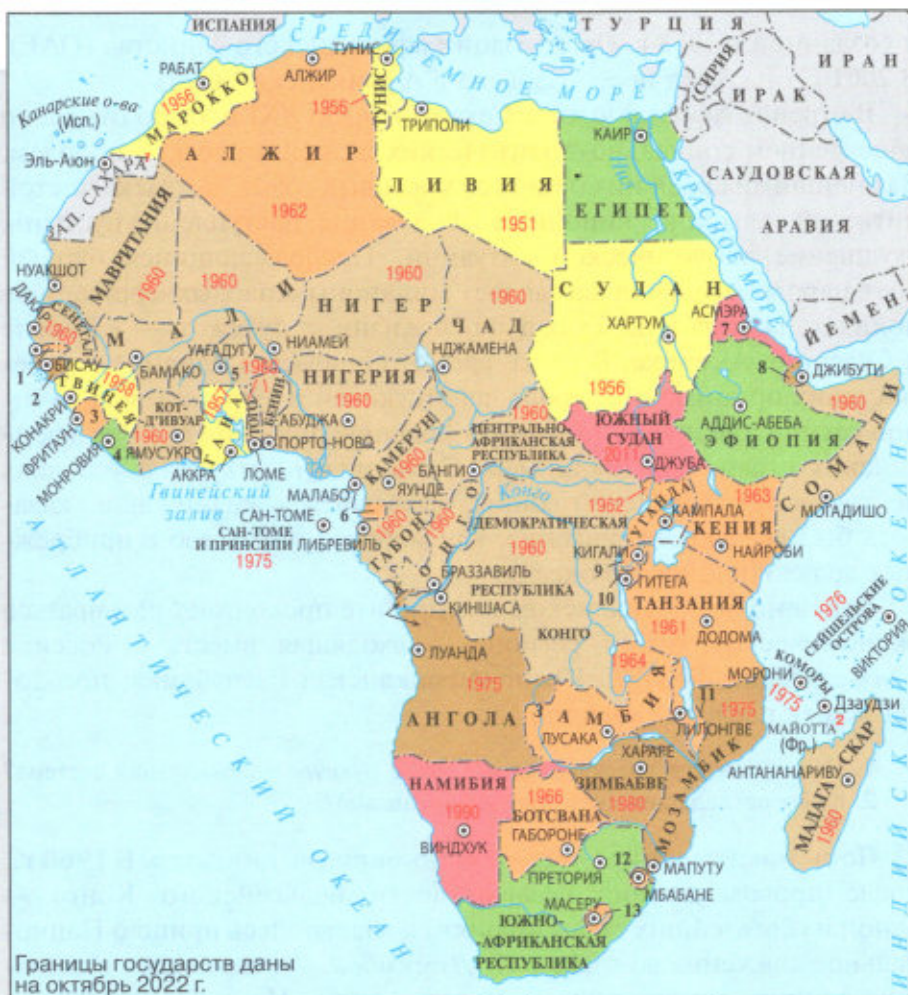 ИСПАНИЯ
ТУРЦИЯ
СРЕДИЗЕМНОЕ МОРЕ
СИРИЯ
ИРАН
ИРАК
РАБАТ
АЛЖИР
ТУНИС
1956
МАРОККО
1956
ТУНИС
Канарские о-ва
(Исп.)
ТРИПОЛИ
КАИР
Нил
КРАСНОЕ МОРЕ
САУДОВСКАЯ
АРАВИЯ
Эль-Аюн
ЗАП. САХАРА
АЛЖИР
ЛИВИЯ
ЕГИПЕТ
1962
1951
НУАКШОТ
МАВРИТАНИЯ
1960
1960
МАЛИ
1960
НИГЕР
1960
ЧАД
СУДАН
ХАРТУМ
1956
АСМЭРА
7
ЙЕМЕН
ДАКАР
СЕНЕГАЛ
1960
БИСАУ
1
БАМАКО
УАГАДУГУ
5
НИАМЕЙ
НДЖАМЕНА
8
ДЖИБУТИ
2
ГВИНЕЯ
1958
КОНАКРИ
3
ФРИТАУН
МОНРОВИЯ
4
КОТ-
Д'ИВУАР
1960
ЯМУСУКРО
1957
ГАНА
АККРА
1960
ТОГО
БЕНИН
ЛОМЕ
НИГЕРИЯ
1960
АБУДЖА
ПОРТО-НОВО
1960
ЦЕНТРАЛЬНО-
АФРИКАНСКАЯ
РЕСПУБЛИКА
ЮЖНЫЙ
СУДАН
2011
ДЖУБА
АДДИС-АБЕБА
ЭФИОПИЯ
1960
СОМАЛИ
МОГАДИШО
Гвинейский
залив
МАЛАБО
КАМЕРУН
1960
ЯУНДЕ
БАНГИ
Конго
САН-ТОМЕ
6
САН-ТОМЕ
И ПРИНСИПИ
1975
ЛИБРЕВИЛЬ
1960
ГАБОН
1960
КОНГО
БРАЗЗАВИЛЬ
КИНШАСА
ДЕМОКРАТИЧЕСКАЯ
1960
РЕСПУБЛИКА
КОНГО
1962
УГАНДА
КАМПАЛА
1963
КЕНИЯ
НАЙРОБИ
КИГАЛИ
9
10
ГИТЕГА
ТАНЗАНИЯ
1961
ДОДОМА
1976
СЕЙШЕЛЬСКИЕ
ОСТРОВА
ВИКТОРИЯ
АТЛАНТИЧЕСКИЙ ОКЕАН
ИНДИЙСКИЙ ОКЕАН
ЛУАНДА
1975
АНГОЛА
1964
ЗАМБИЯ
ЛУСАКА
11
ЛИЛОНГВЕ
1975
МОЗАМБИК
МОРОНИ
КОМОРЫ
1975
Дзаудзи
2
МАЙОТТА
(Фр.)
АНТАНАНАРИВУ
МАДАГАСКАР
1960
ХАРАРЕ
ЗИМБАБВЕ
1980
НАМИБИЯ
1990
ВИНДХУК
1966
БОТСВАНА
ГАБОРОНЕ
ПРЕТОРИЯ
12
МАПУТУ
МБАБАНЕ
МАСЕРУ
13
ЮЖНО-
АФРИКАНСКАЯ
РЕСПУБЛИКА
Границы государств даны
на октябрь 2022 г.